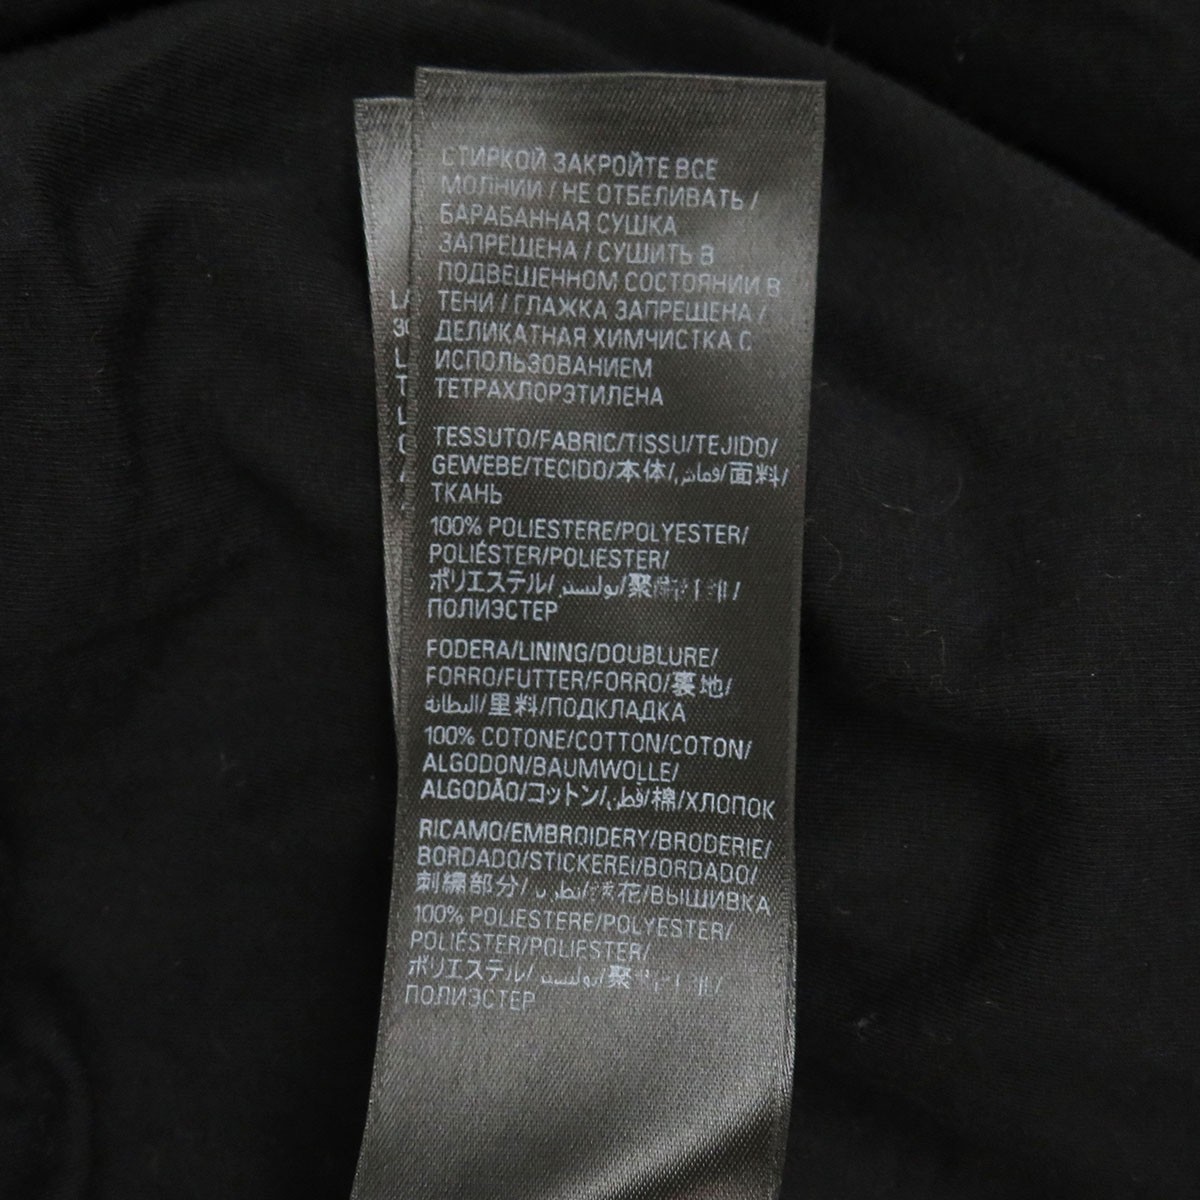 СТИРКОЙ ЗАКРОЙТЕ ВСЕ
МОЛНИИ / НЕ ОТБЕЛИВАТЬ /
БАРАБАННАЯ СУШКА
ЗАПРЕЩЕНА / СУШИТЬ В
ПОДВЕШЕННОМ СОСТОЯНИИ В
ТЕНИ / ГЛАЖКА ЗАПРЕЩЕНА /
ДЕЛИКАТНАЯ ХИМЧИСТКА С
ИСПОЛЬЗОВАНИЕМ
ТЕТРАХЛОРЭТИЛЕНА
TESSUTO/FABRIC/TISSU/TEJIDO/
GEWEBE/TECIDO/本体/قماش/面料/
ТКАНЬ
100% POLIESTERE/POLYESTER/
POLIÉSTER/POLIESTER/
ポリエステル/بوليستر/聚
ПОЛИЭСТЕР
FODERA/LINING/DOUBLURE/
FORRO/FUTTER/FORRO/裏地/
البطانة/里料/ПОДКЛАДКА
100% COTONE/COTTON/COTON/
ALGODON/BAUMWOLLE/
ALGODÃO/コットン/قطن/棉/ХЛОПОК
RICAMO/EMBROIDERY/BRODERIE/
BORDADO/STICKEREI/BORDADO/
刺繍部分/花/ВЫШИВКА
100% POLIESTERE/POLYESTER/
POLIÉSTER/POLIESTER/
ポリエステル/بوليستر/聚
ПОЛИЭСТЕР